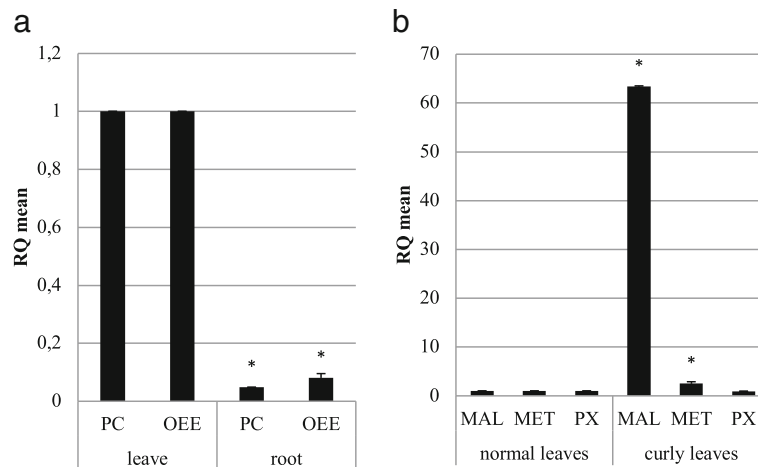 a
1,2
1
0,8
0,6
0,4
0,2
0
RQ mean
* *
PC OEE PC OEE
leave root
b
70
60
50
40
30
20
10
0
RQ mean
*
*
MAL MET PX MAL MET PX
normal leaves curly leaves